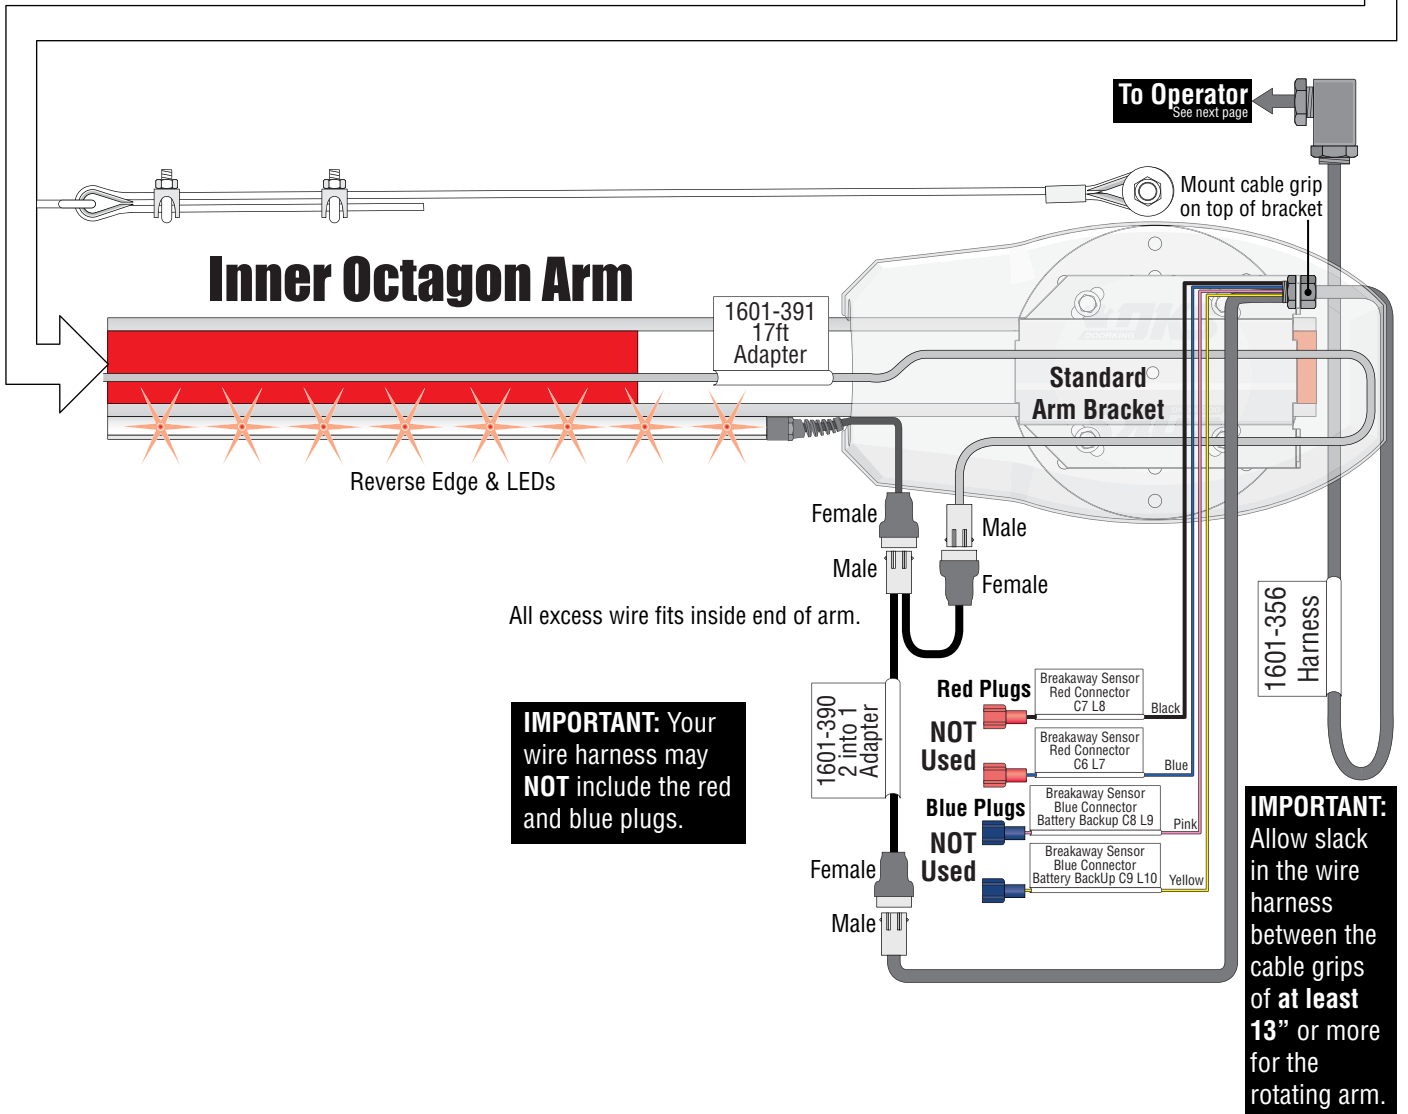 To Operator
See next page
Mount cable grip
on top of bracket
Inner Octagon Arm
1601-391
17ft
Adapter
Standard
Arm Bracket
Reverse Edge & LEDs
Female
Male
Male
Female
All excess wire fits inside end of arm.
1601-356
Harness
IMPORTANT: Your
wire harness may
NOT include the red
and blue plugs.
1601-390
2 into 1
Adapter
Red Plugs
NOT
Used
Breakaway Sensor
Red Connector
C7 L8
Black
Breakaway Sensor
Red Connector
C6 L7
Blue
Blue Plugs
NOT
Used
Breakaway Sensor
Blue Connector
Battery Backup C8 L9
Pink
Breakaway Sensor
Blue Connector
Battery BackUp C9 L10
Yellow
Female
Male
IMPORTANT:
Allow slack
in the wire
harness
between the
cable grips
of at least
13” or more
for the
rotating arm.